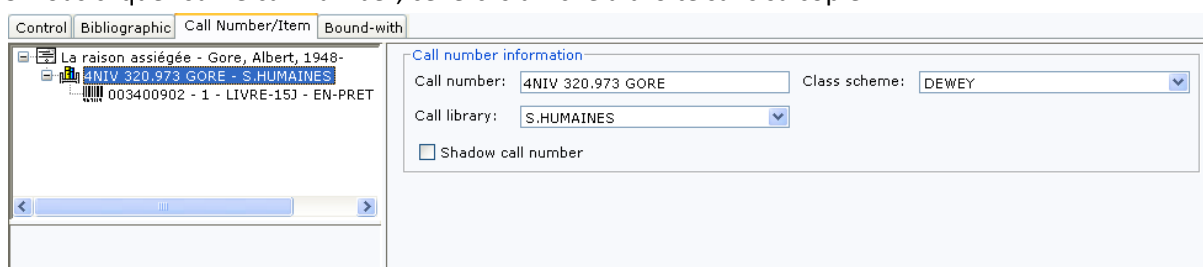 Control Bibliographic Call Number/Item Bound-with
La raison assiégée - Gore, Albert, 1948-
4NIV 320.973 GORE - S.HUMAINES
003400902 - 1 - LIVRE-15J - EN-PRET
Call number information
Call number: 4NIV 320.973 GORE Class scheme: DEWEY
Call library: S.HUMAINES
Shadow call number